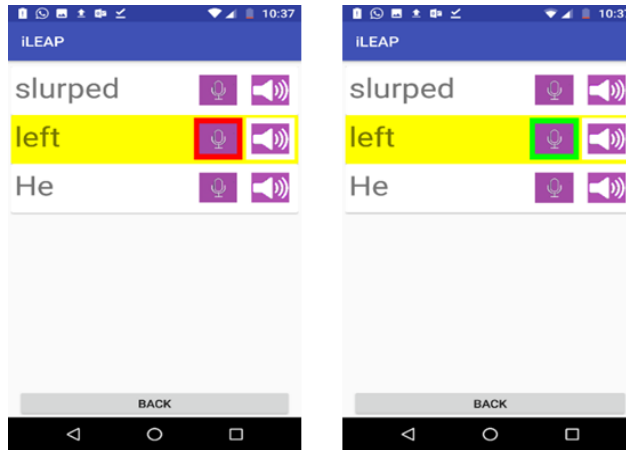 10:37
iLEAP
slurped
left
He
BACK
10:37
iLEAP
slurped
left
He
BACK